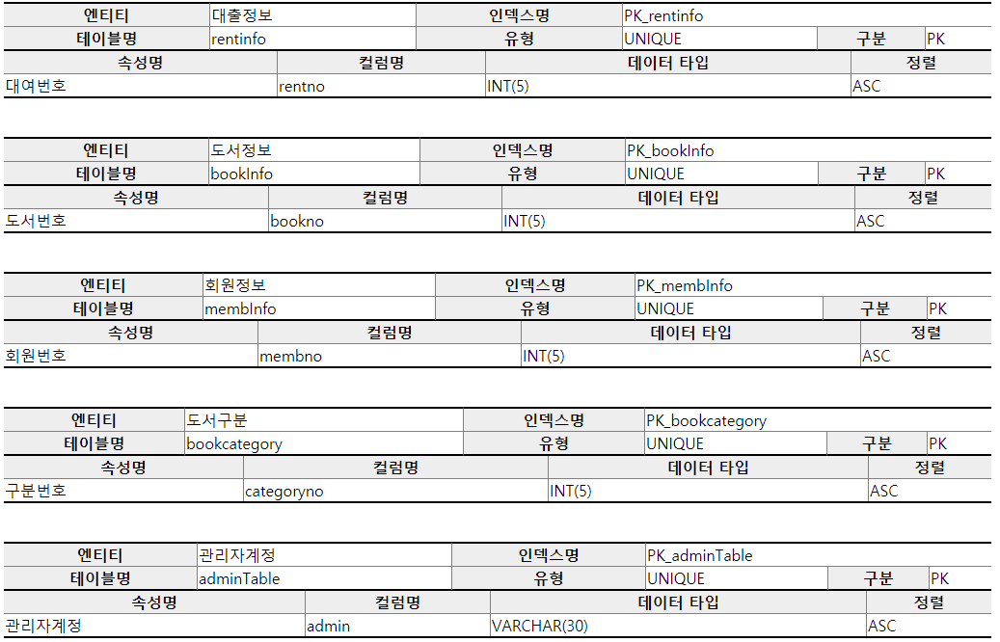 엔티티 대출정보 인덱스명 PK_rentinfo
테이블명 rentinfo 유형 UNIQUE 구분 PK
속성명 컬럼명 데이터 타입 정렬
대여번호 rentno INT(5) ASC
엔티티 도서정보 인덱스명 PK_bookInfo
테이블명 bookInfo 유형 UNIQUE 구분 PK
속성명 컬럼명 데이터 타입 정렬
도서번호 bookno INT(5) ASC
엔티티 회원정보 인덱스명 PK_membInfo
테이블명 membInfo 유형 UNIQUE 구분 PK
속성명 컬럼명 데이터 타입 정렬
회원번호 membno INT(5) ASC
엔티티 도서구분 인덱스명 PK_bookcategory
테이블명 bookcategory 유형 UNIQUE 구분 PK
속성명 컬럼명 데이터 타입 정렬
구분번호 categoryno INT(5) ASC
엔티티 관리자계정 인덱스명 PK_adminTable
테이블명 adminTable 유형 UNIQUE 구분 PK
속성명 컬럼명 데이터 타입 정렬
관리자계정 admin VARCHAR(30) ASC